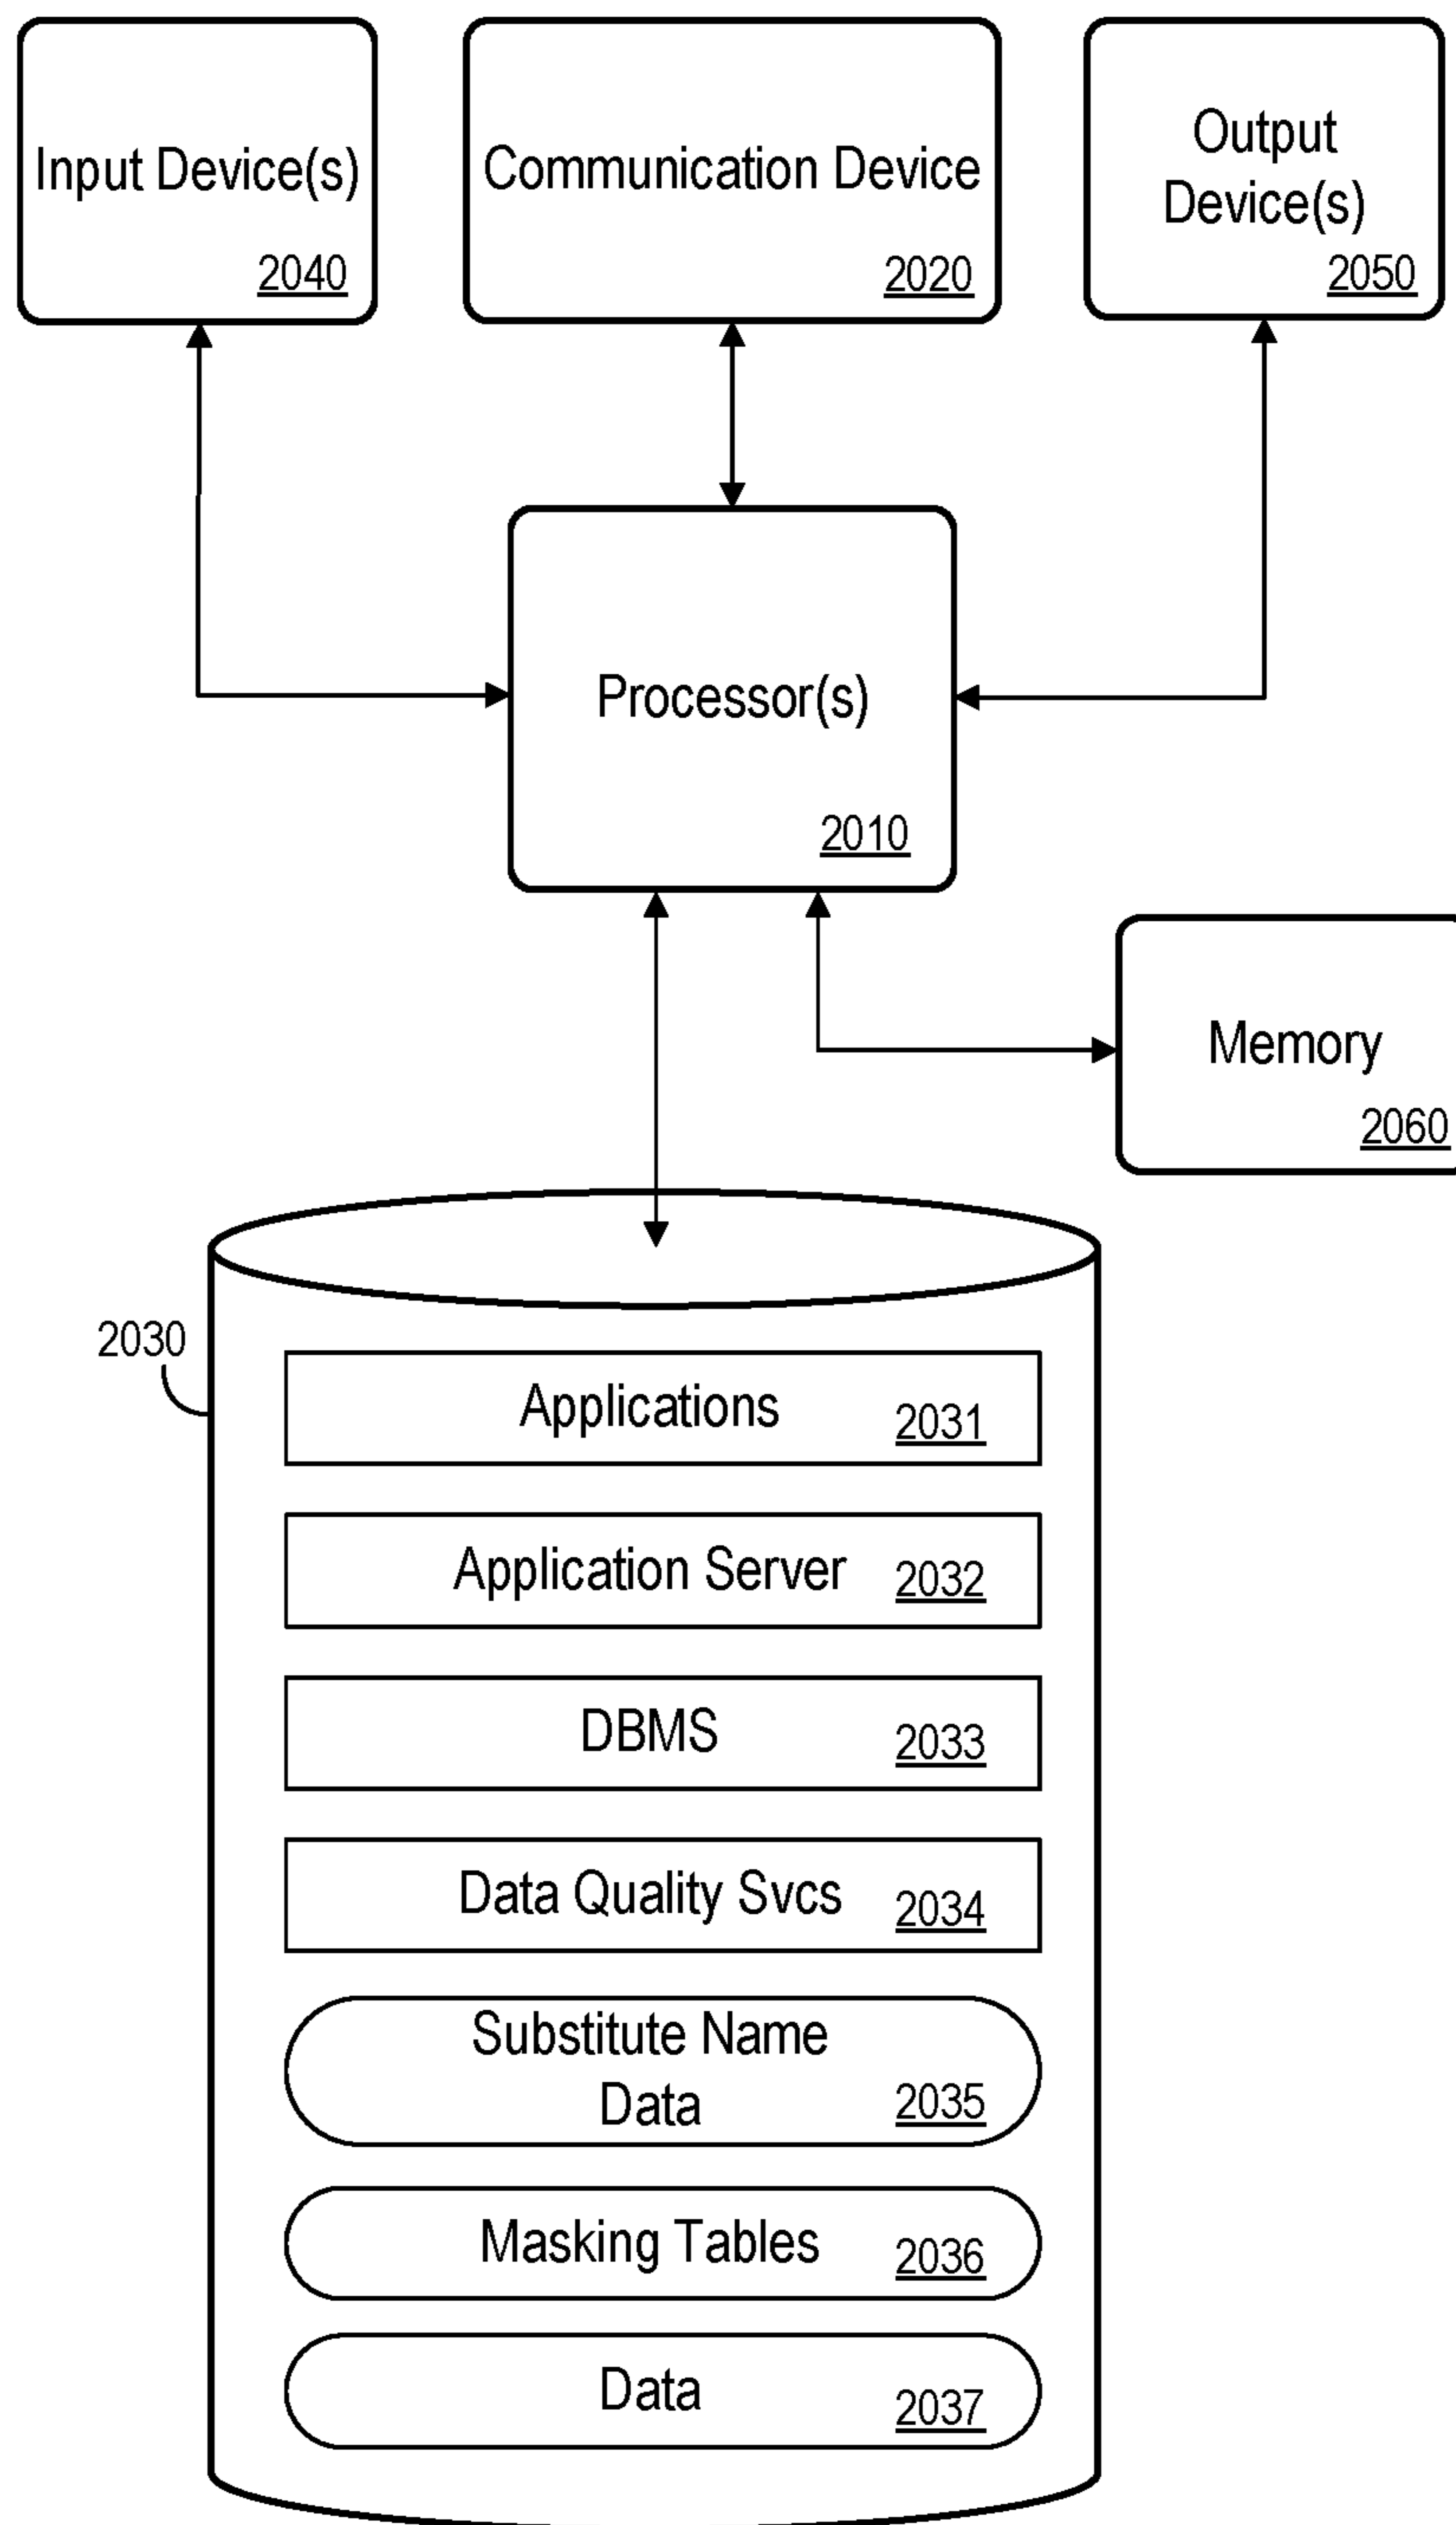 Input Device(s)
2040
Communication Device
2020
Output
Device(s)
2050
Processor(s)
2010
Memory
2060
2030
Applications 2031
Application Server 2032
DBMS 2033
Data Quality Svcs 2034
Substitute Name
Data 2035
Masking Tables 2036
Data 2037